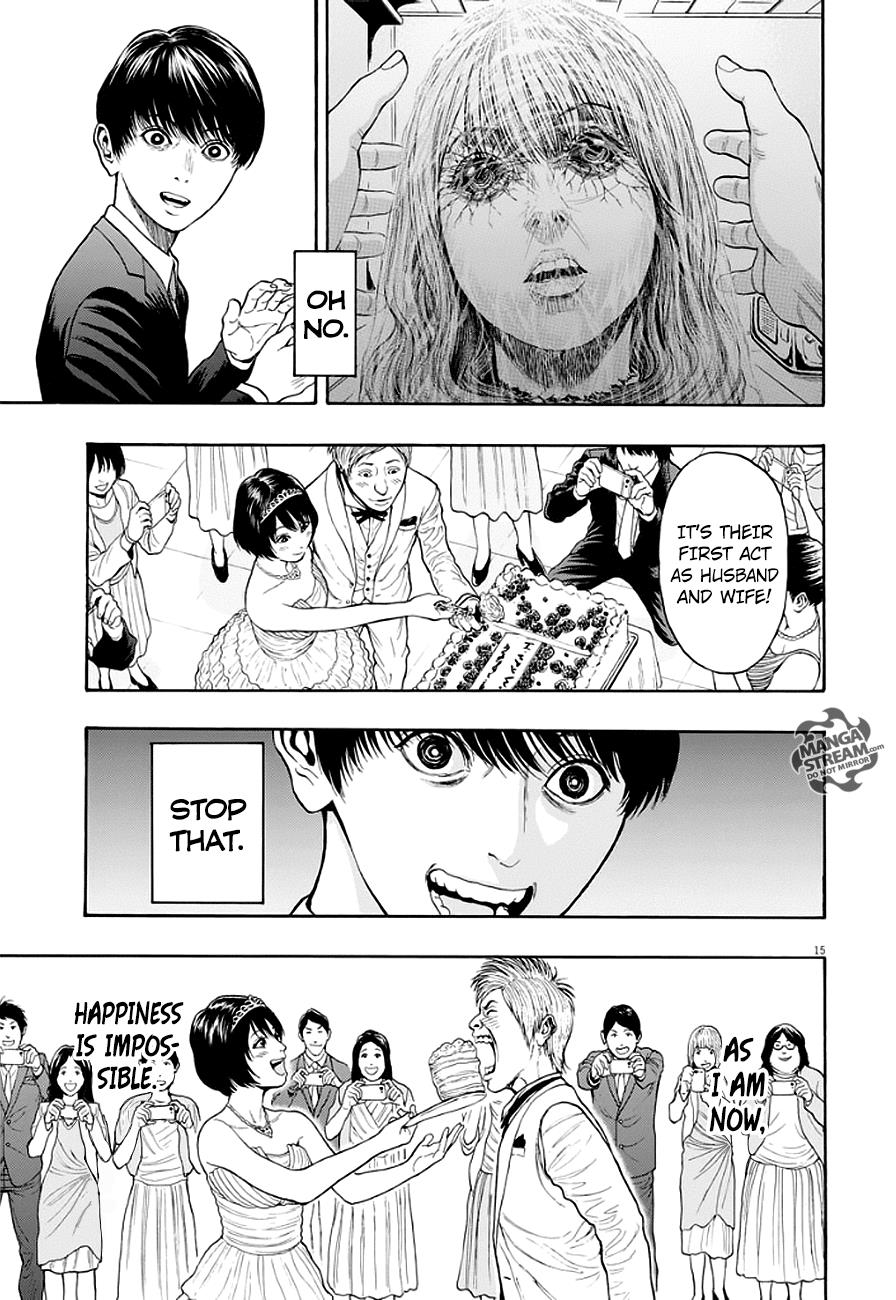 OH
NO.
IT'S THEIR
FIRST ACT
AS HUSBAND
AND WIFE!
MANGA
STREAM.com
DO NOT MIRROR
STOP
THAT.
15
AS
I AM
NOW,
HAPPINESS
IS IMPOS-
SIBLE.